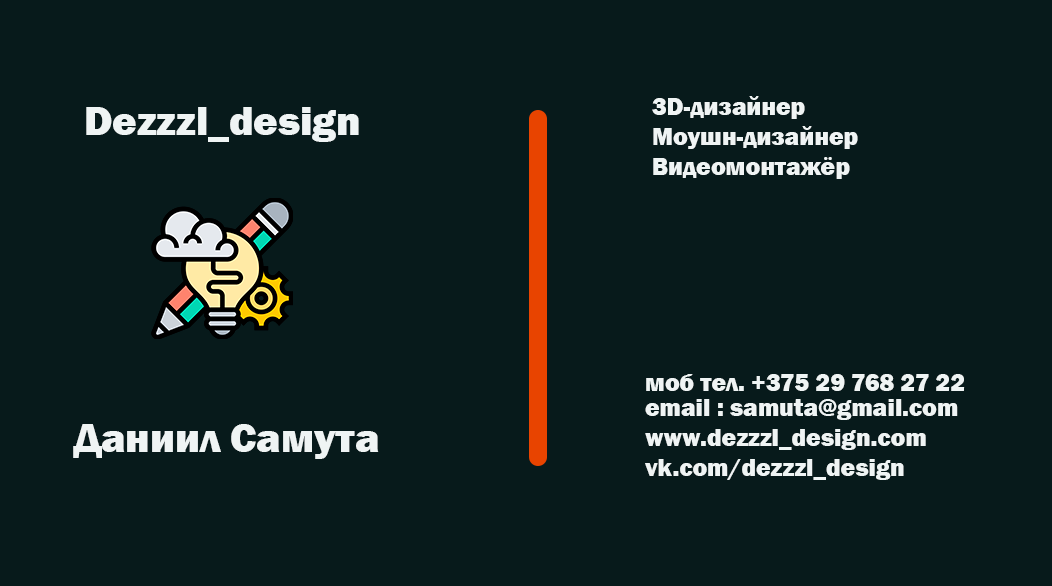 Dezzzl_design
Даниил Самута
3D-дизайнер
Моушн-дизайнер
Видеомонтажёр
моб тел. +375 29 768 27 22
email : samuta@gmail.com
www.dezzzl_design.com
vk.com/dezzzl_design